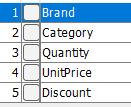 1 Brand
2 Category
3 Quantity
4 UnitPrice
5 Discount